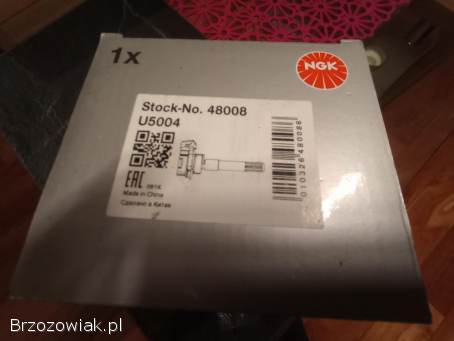 1x
NGK
Stock-No. 48008
U5004
EAC
Made in China
Сделано в Китае
Brzozowiak.pl